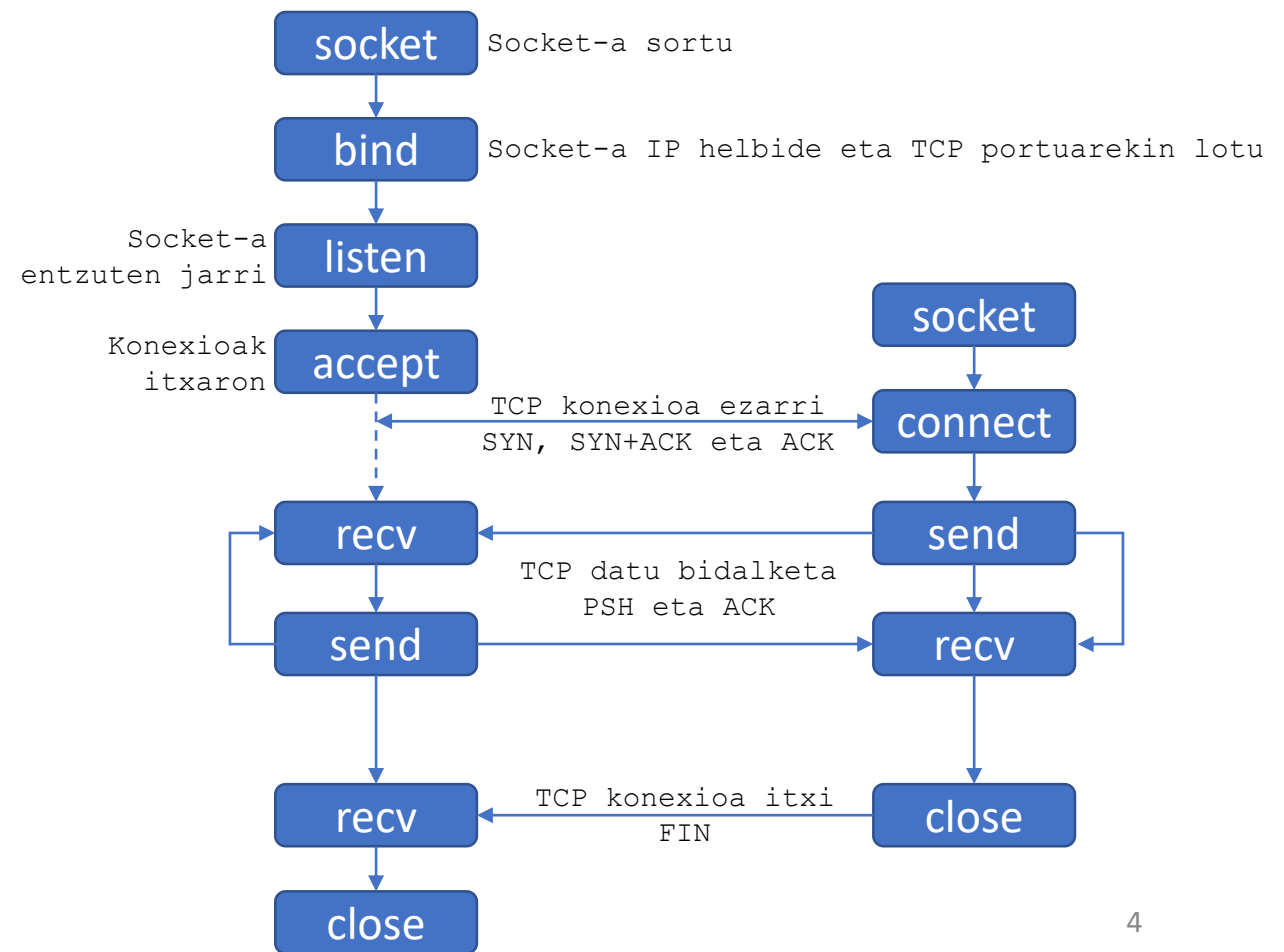 socket
Socket-a sortu
bind
Socket-a IP helbide eta TCP portuarekin lotu
Socket-a
entzuten jarri
listen
socket
Konexioak
itxaron
accept
TCP konexioa ezarri
SYN, SYN+ACK eta ACK
connect
recv
send
TCP datu bidalketa
PSH eta ACK
send
recv
recv
TCP konexioa itxi
FIN
close
close
4